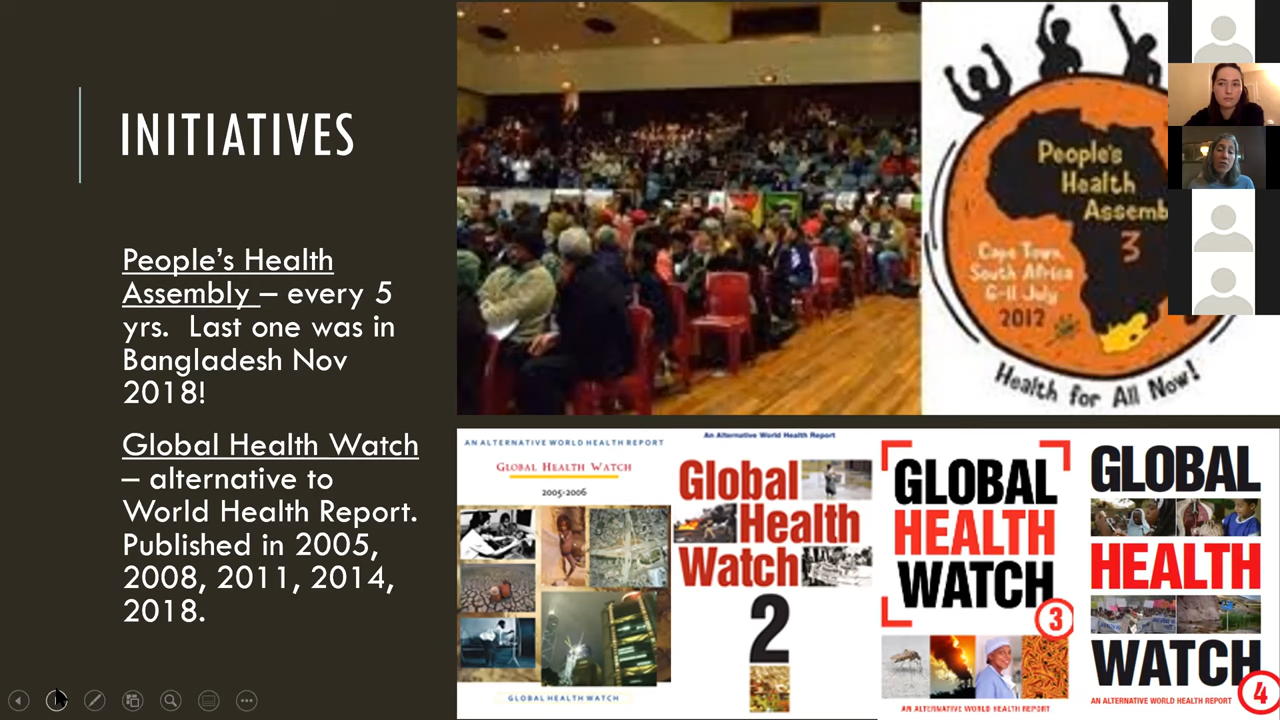 INITIATIVES
People's Health
Assembly – every 5
yrs. Last one was in
Bangladesh Nov
2018!
Global Health Watch
– alternative to
World Health Report.
Published in 2005,
2008, 2011, 2014,
2018.
People's
Health
Assemb
3
Cape Town,
South Africa
6-11 July
2012
Health for All Now!
AN ALTERNATIVE WORLD HEALTH REPORT
GLOBAL HEALTH WATCH
2005-2006
GLOBAL HEALTH WATCH
An Alternative World Health Report
Global
Health
Watch
2
GLOBAL
HEALTH
WATCH
3
AN ALTERNATIVE WORLD HEALTH REPORT
GLOBAL
HEALTH
WATCH
AN ALTERNATIVE WORLD HEALTH REPORT
4